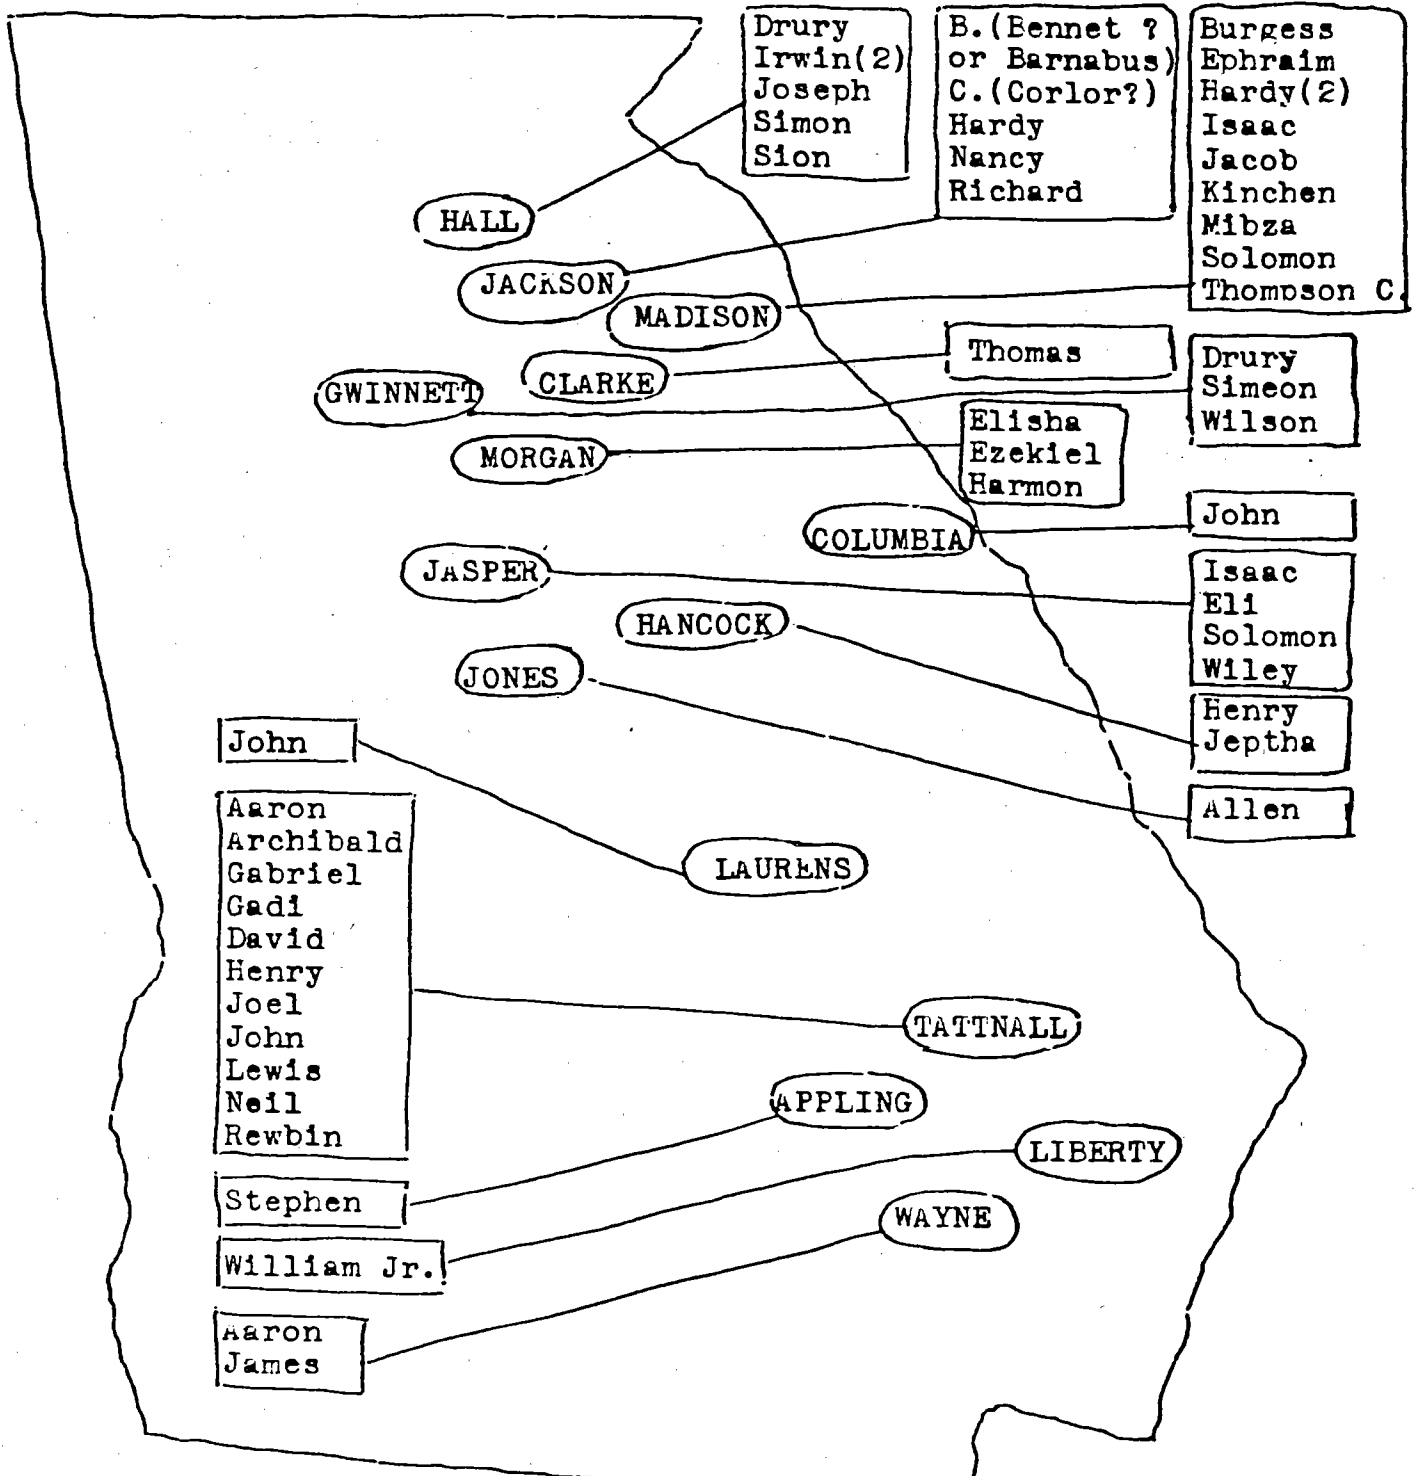 Drury
Irwin(2)
Joseph
Simon
Sion
B.(Bennet ?
or Barnabus)
C.(Corlor?)
Hardy
Nancy
Richard
Burgess
Ephraim
Hardy(2)
Isaac
Jacob
Kinchen
Mibza
Solomon
Thompson C.
HALL
JACKSON
MADISON
CLARKE
GWINNETT
MORGAN
Thomas
Drury
Simeon
Wilson
Elisha
Ezekiel
Harmon
COLUMBIA
John
JASPER
Isaac
Eli
Solomon
Wiley
HANCOCK
JONES
Henry
Jeptha
Allen
John
LAURENS
Aaron
Archibald
Gabriel
Gadi
David
Henry
Joel
John
Lewis
Neil
Rewbin
TATTNALL
APPLING
LIBERTY
WAYNE
Stephen
William Jr.
Aaron
James